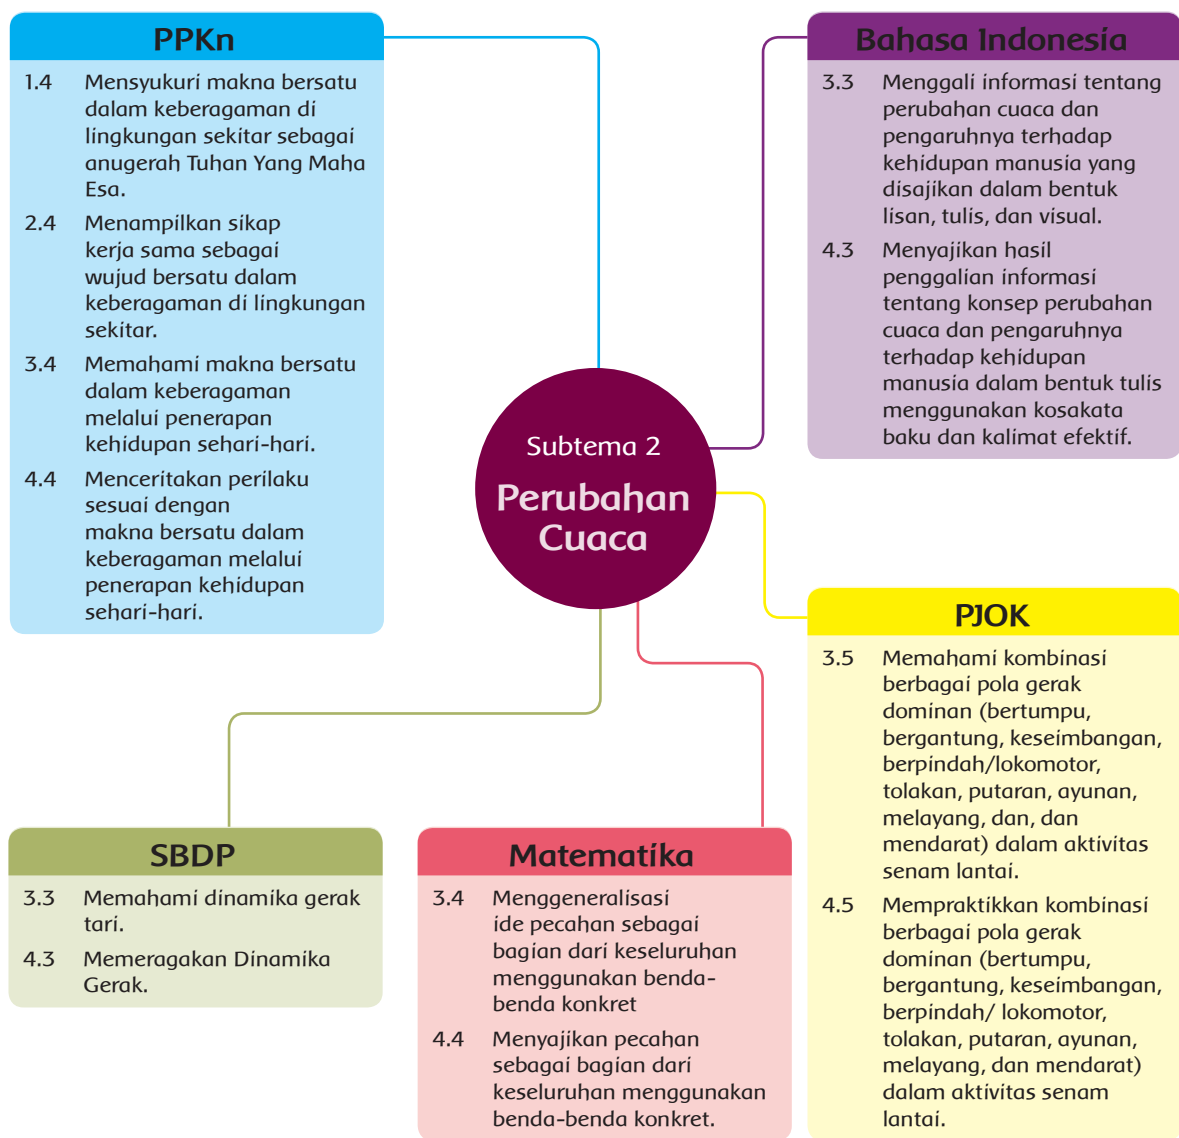 PPKn
1.4 Mensyukuri makna bersatu
dalam keberagaman di
lingkungan sekitar sebagai
anugerah Tuhan Yang Maha
Esa.
2.4 Menampilkan sikap
kerja sama sebagai
wujud bersatu dalam
keberagaman di lingkungan
sekitar.
3.4 Memahami makna bersatu
dalam keberagaman
melalui penerapan
kehidupan sehari-hari.
4.4 Menceritakan perilaku
sesuai dengan
makna bersatu dalam
keberagaman melalui
penerapan kehidupan
sehari-hari.
Bahasa Indonesia
3.3 Menggali informasi tentang
perubahan cuaca dan
pengaruhnya terhadap
kehidupan manusia yang
disajikan dalam bentuk
lisan, tulis, dan visual.
4.3 Menyajikan hasil
penggalian informasi
tentang konsep perubahan
cuaca dan pengaruhnya
terhadap kehidupan
manusia dalam bentuk tulis
menggunakan kosakata
baku dan kalimat efektif.
Subtema 2
Perubahan
Cuaca
PJOK
3.5 Memahami kombinasi
berbagai pola gerak
dominan (bertumpu,
bergantung, keseimbangan,
berpindah/lokomotor,
tolakan, putaran, ayunan,
melayang, dan, dan
mendarat) dalam aktivitas
senam lantai.
4.5 Mempraktikkan kombinasi
berbagai pola gerak
dominan (bertumpu,
bergantung, keseimbangan,
berpindah/ lokomotor,
tolakan, putaran, ayunan,
melayang, dan mendarat)
dalam aktivitas senam
lantai.
SBDP
3.3 Memahami dinamika gerak
tari.
4.3 Memeragakan Dinamika
Gerak.
Matematika
3.4 Menggeneralisasi
ide pecahan sebagai
bagian dari keseluruhan
menggunakan benda-
benda konkret
4.4 Menyajikan pecahan
sebagai bagian dari
keseluruhan menggunakan
benda-benda konkret.